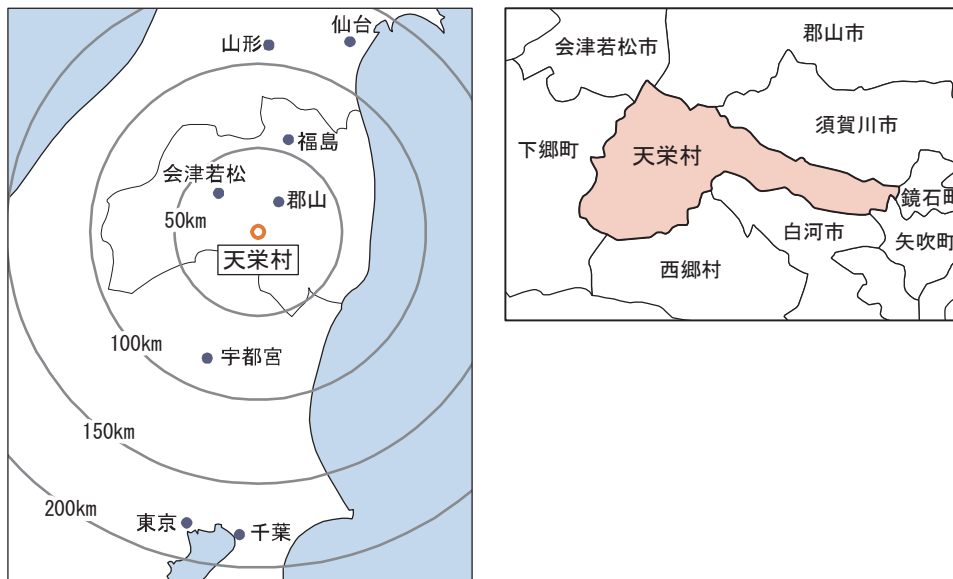 仙台
山形
福島
会津若松
郡山
50km
天栄村
100km
宇都宮
150km
200km
東京
千葉
会津若松市
郡山市
須賀川市
下郷町
天栄村
鏡石町
白河市
矢吹町
西郷村